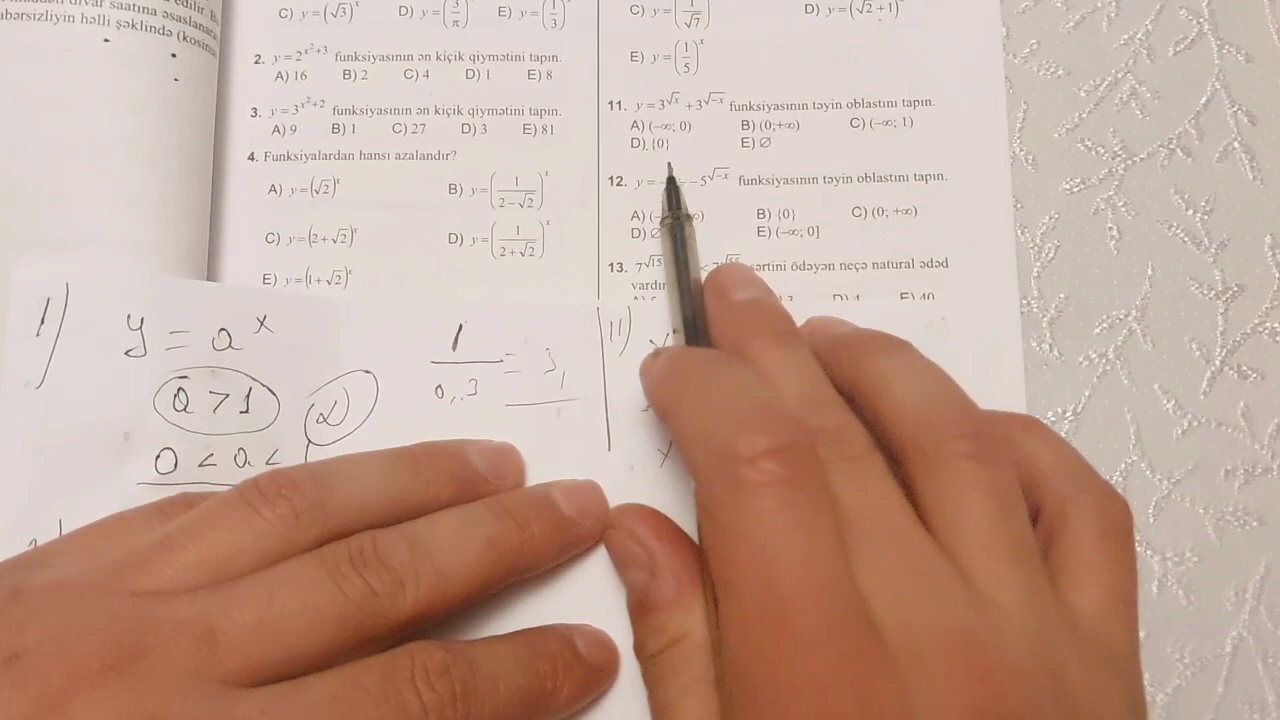 saatına əsaslanara
həlli şəklində
C) y=(√3)^x D) y=(3/π)^x E) y=(1/3)^x
2. y=2^(x²+3) funksiyasının ən kiçik qiymətini tapın.
A) 16 B) 2 C) 4 D) 1 E) 8
3. y=3^(x²+2) funksiyasının ən kiçik qiymətini tapın.
A) 9 B) 1 C) 27 D) 3 E) 81
4. Funksiyalardan hansı azalandır?
A) y=(√2)^x B) y=(1/(2−√2))^x
C) y=(2+√2)^x D) y=(1/(2+√2))^x
E) y=(1+√2)^x
C) y=(1/√7)^x D) y=(√2+1)^x
E) y=(1/5)^x
11. y=3^√x+3^√−x funksiyasının təyin oblastını tapın.
A) (−∞; 0) B) (0;+∞) C) (−∞; 1)
D) {0} E) ∅
12. y= −5^√−x funksiyasının təyin oblastını tapın.
A) B) {0} C) (0; +∞)
D) ∅ E) (−∞; 0]
13. 7^√15 şərtini ödəyən neçə natural ədəd
vardır
D) 4 E) 40
1) y = a^x
a > 1
0 < a <
1/0,3 = 3,
11)
x